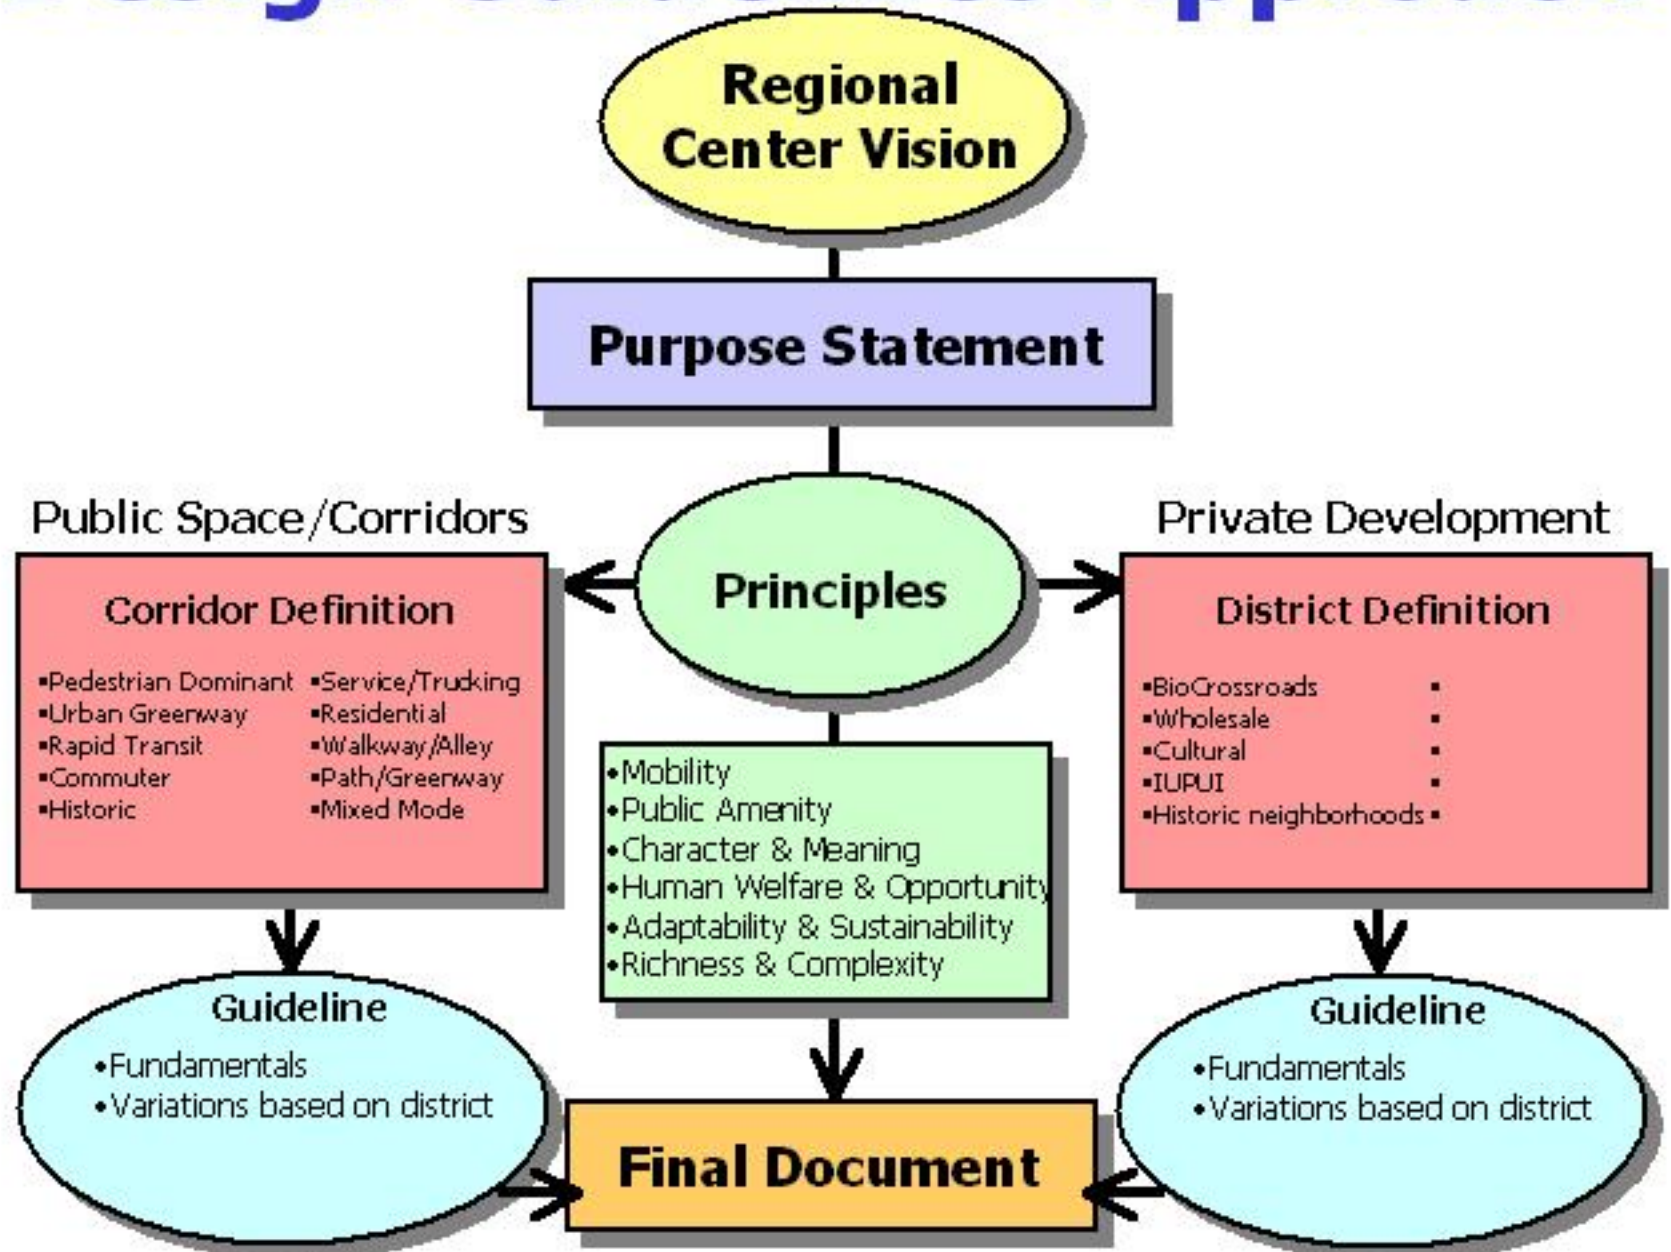 Regional
Center Vision
Purpose Statement
Principles
•Mobility
•Public Amenity
•Character & Meaning
•Human Welfare & Opportunity
•Adaptability & Sustainability
•Richness & Complexity
Public Space/Corridors
Corridor Definition
▪Pedestrian Dominant
▪Urban Greenway
▪Rapid Transit
▪Commuter
▪Historic
▪Service/Trucking
▪Residential
▪Walkway/Alley
▪Path/Greenway
▪Mixed Mode
Guideline
•Fundamentals
•Variations based on district
Private Development
District Definition
▪BioCrossroads
▪Wholesale
▪Cultural
▪IUPUI
▪Historic neighborhoods
▪
▪
▪
▪
▪
Guideline
•Fundamentals
•Variations based on district
Final Document